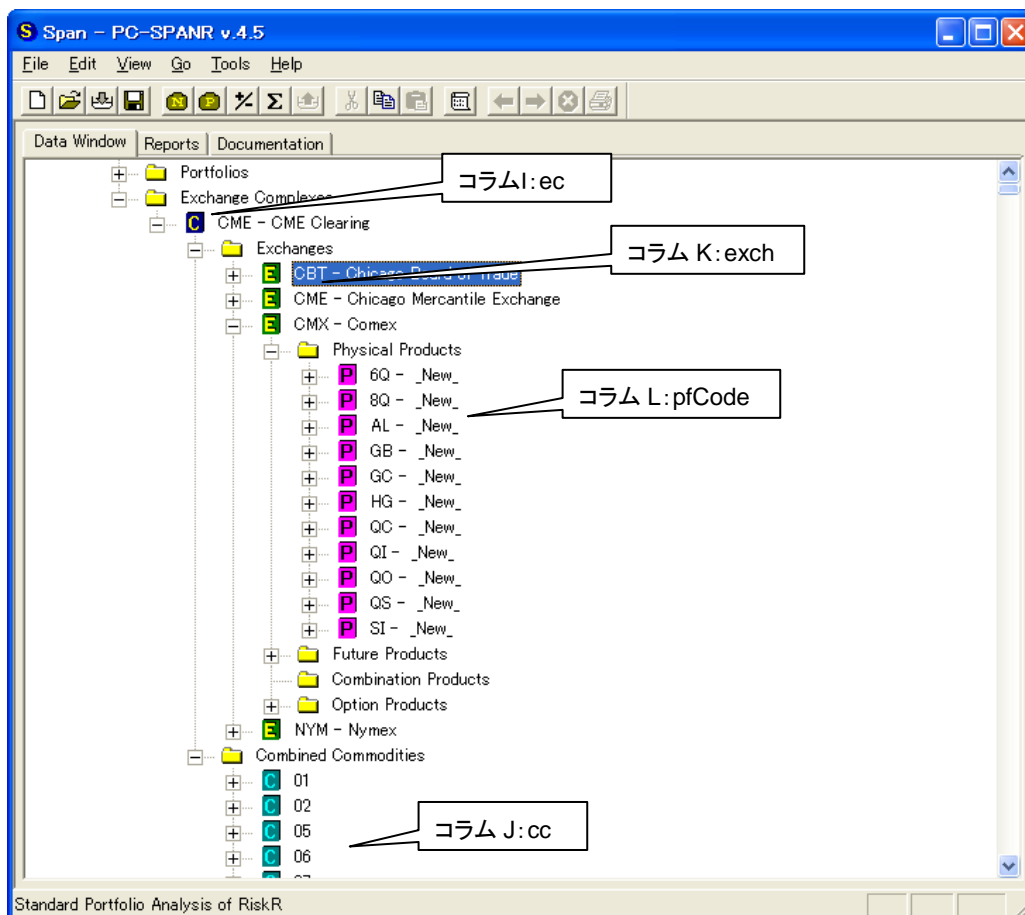 Span - PC-SPANR v.4.5
File Edit View Go Tools Help
Data Window Reports Documentation
Portfolios
Exchange Complexes
コラムI:ec
CME - CME Clearing
Exchanges
コラム K:exch
CBT - Chicago Board of Trade
CME - Chicago Mercantile Exchange
CMX - Comex
Physical Products
6Q - _New_
コラム L:pfCode
8Q - _New_
AL - _New_
GB - _New_
GC - _New_
HG - _New_
QC - _New_
QI - _New_
QO - _New_
QS - _New_
SI - _New_
Future Products
Combination Products
Option Products
NYM - Nymex
Combined Commodities
01
02
05
コラム J:cc
06
Standard Portfolio Analysis of RiskR